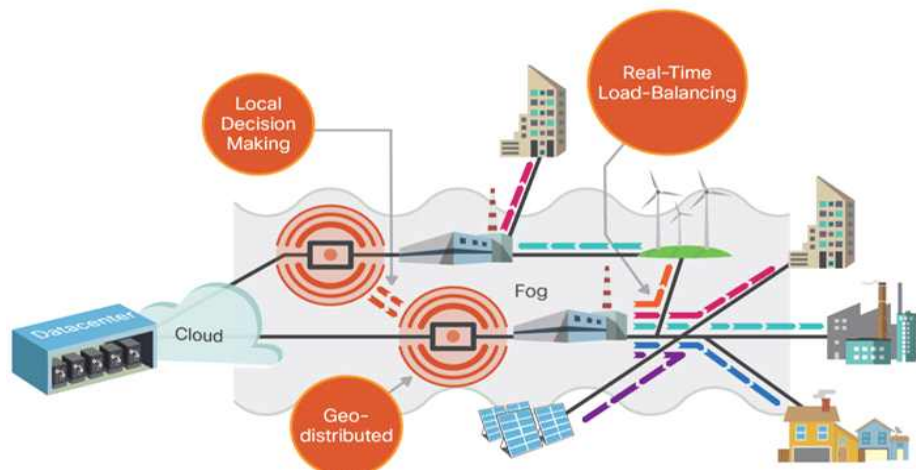 Local
Decision
Making
Real-Time
Load-Balancing
Fog
Datacenter
Cloud
Geo-
distributed